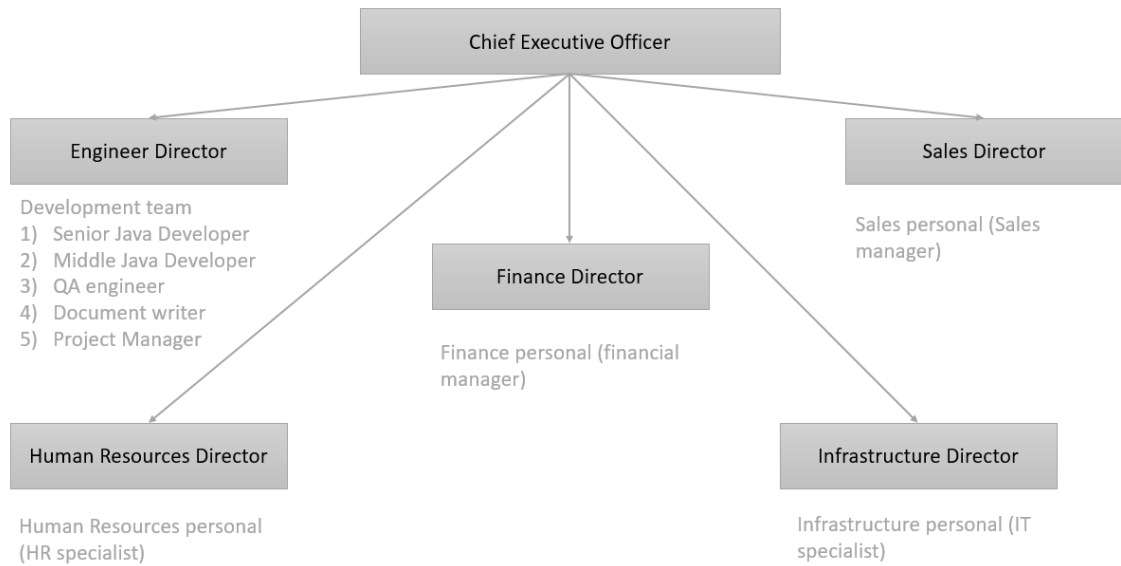 Chief Executive Officer
Engineer Director
Sales Director
Development team
1) Senior Java Developer
2) Middle Java Developer
3) QA engineer
4) Document writer
5) Project Manager
Sales personal (Sales
manager)
Finance Director
Finance personal (financial
manager)
Human Resources Director
Infrastructure Director
Human Resources personal
(HR specialist)
Infrastructure personal (IT
specialist)